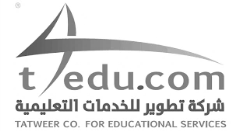 ®
t4edu.com
شركة تطوير للخدمات التعليمية
TATWEER CO. FOR EDUCATIONAL SERVICES